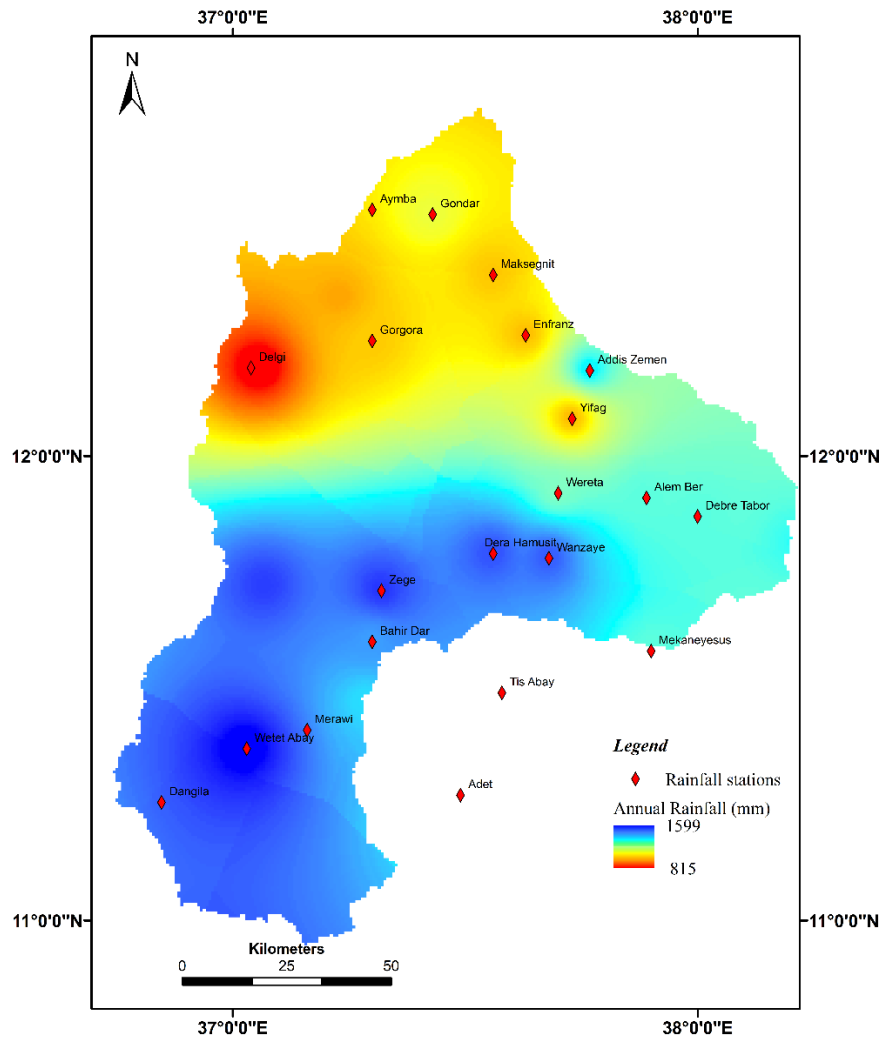 37°0'0"E
38°0'0"E
N
Aymba
Gondar
Maksegnit
Enfranz
Gorgora
Delgi
Addis Zemen
Yifag
12°0'0"N
12°0'0"N
Wereta
Alem Ber
Debre Tabor
Dera Hamusit
Wanzaye
Zege
Bahir Dar
Mekaneyesus
Tis Abay
Merawi
Wetet Abay
Legend
Rainfall stations
Adet
Dangila
Annual Rainfall (mm)
1599
815
11°0'0"N
11°0'0"N
Kilometers
0
25
50
37°0'0"E
38°0'0"E